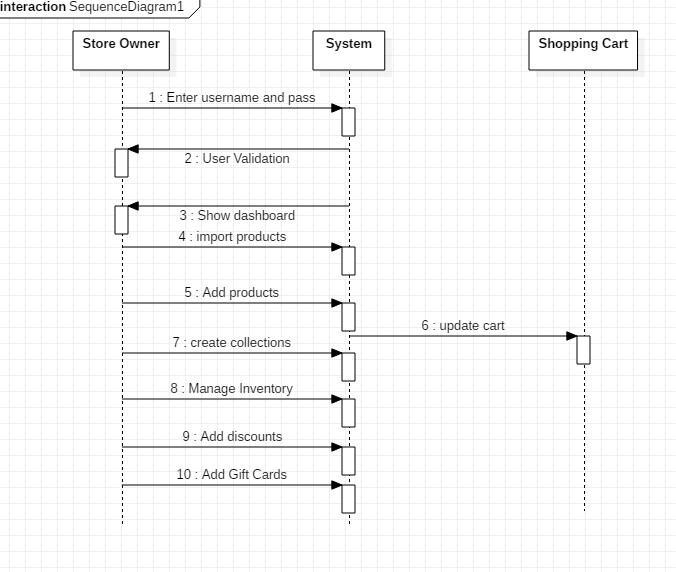 interaction SequenceDiagram1
Store Owner
System
Shopping Cart
1 : Enter username and pass
2 : User Validation
3 : Show dashboard
4 : import products
5 : Add products
6 : update cart
7 : create collections
8 : Manage Inventory
9 : Add discounts
10 : Add Gift Cards